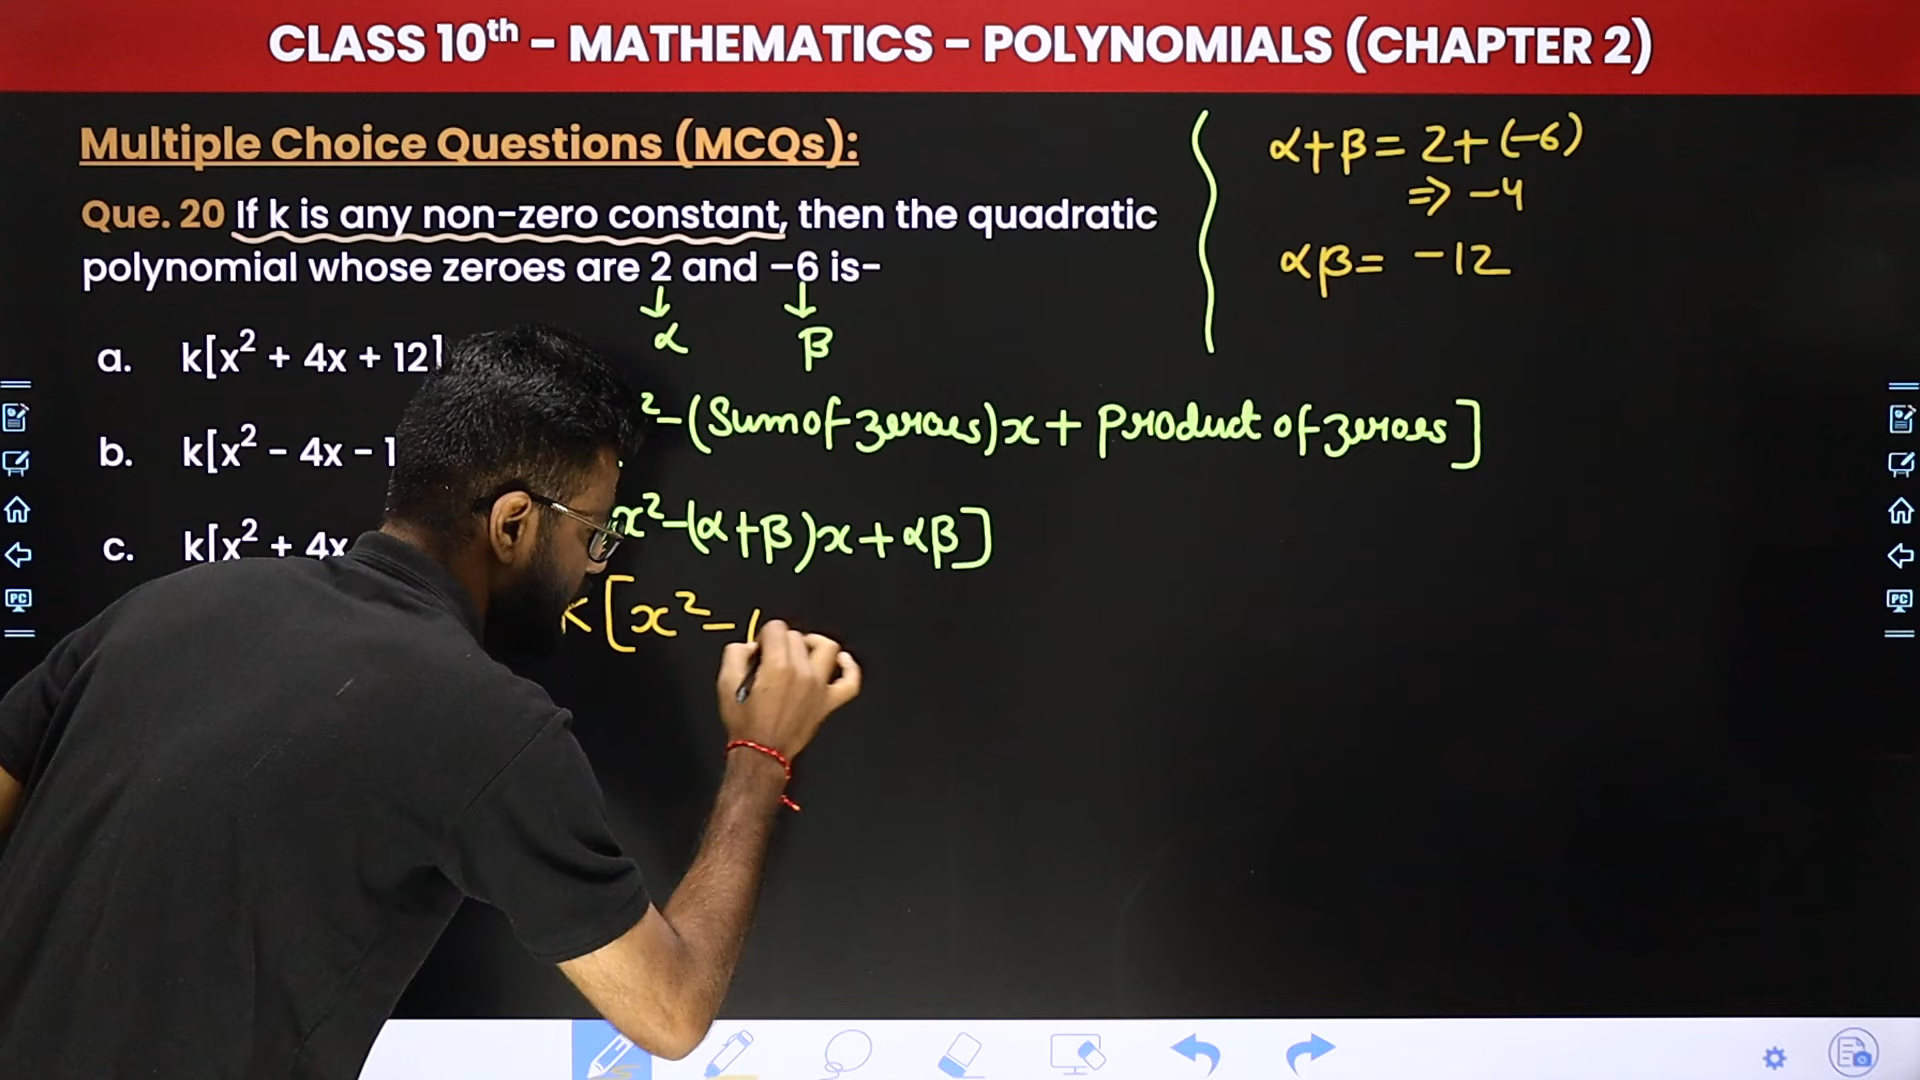 CLASS 10th - MATHEMATICS - POLYNOMIALS (CHAPTER 2)
Multiple Choice Questions (MCQs):
Que. 20 If k is any non-zero constant, then the quadratic
polynomial whose zeroes are 2 and -6 is-
α β
a. k[x² + 4x + 12]
b. k[x² - 4x - 1
c. k[x² + 4x
² - (Sum of zeroes)x + Product of zeroes]
x² - (α + β)x + αβ]
K[x² - (
α + β = 2 + (-6)
⇒ -4
αβ = -12
PC
PC